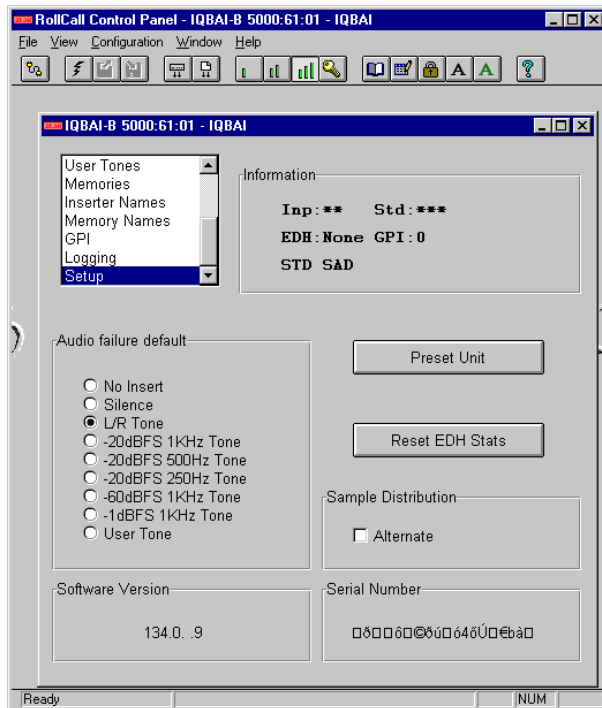 RollCall Control Panel - IQBAI-B 5000:61:01 - IQBAI
File View Configuration Window Help
IQBAI-B 5000:61:01 - IQBAI
User Tones
Memories
Inserter Names
Memory Names
GPI
Logging
Setup
Information
Inp:** Std:***
EDH:None GPI:0
STD SAD
Audio failure default
No Insert
Silence
L/R Tone
-20dBFS 1KHz Tone
-20dBFS 500Hz Tone
-20dBFS 250Hz Tone
-60dBFS 1KHz Tone
-1dBFS 1KHz Tone
User Tone
Preset Unit
Reset EDH Stats
Sample Distribution
Alternate
Software Version
134.0. .9
Serial Number
□ð□□ô□©ðú□ó4őÚ□€bà□
Ready NUM